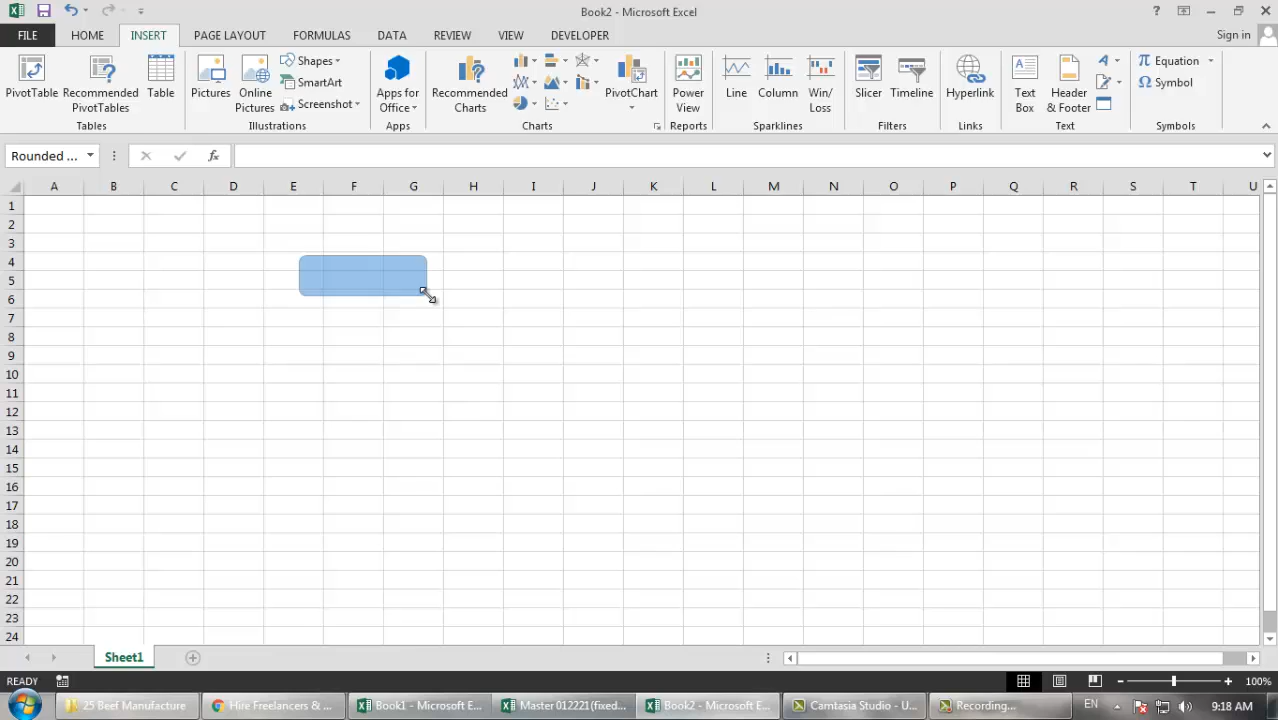 Book2 - Microsoft Excel
FILE HOME INSERT PAGE LAYOUT FORMULAS DATA REVIEW VIEW DEVELOPER Sign in
PivotTable
Recommended
PivotTables
Table
Tables
Pictures
Online
Pictures
Shapes
SmartArt
Screenshot
Illustrations
Apps for
Office
Apps
Recommended
Charts
PivotChart
Charts
Power
View
Reports
Line
Column
Win/
Loss
Sparklines
Slicer
Timeline
Filters
Hyperlink
Links
Text
Box
Header
& Footer
Text
π Equation
Ω Symbol
Symbols
Rounded ... fx
A B C D E F G H I J K L M N O P Q R S T U
1
2
3
4
5
6
7
8
9
10
11
12
13
14
15
16
17
18
19
20
21
22
23
24
Sheet1
READY 100%
25 Beef Manufacture Hire Freelancers & ... Book1 - Microsoft E... Master 012221(fixed... Book2 - Microsoft E... Camtasia Studio - U... Recording... EN 9:18 AM